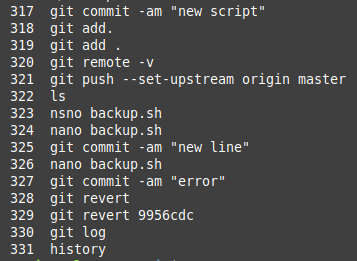 317 git commit -am "new script"
318 git add.
319 git add .
320 git remote -v
321 git push --set-upstream origin master
322 ls
323 nsno backup.sh
324 nano backup.sh
325 git commit -am "new line"
326 nano backup.sh
327 git commit -am "error"
328 git revert
329 git revert 9956cdc
330 git log
331 history